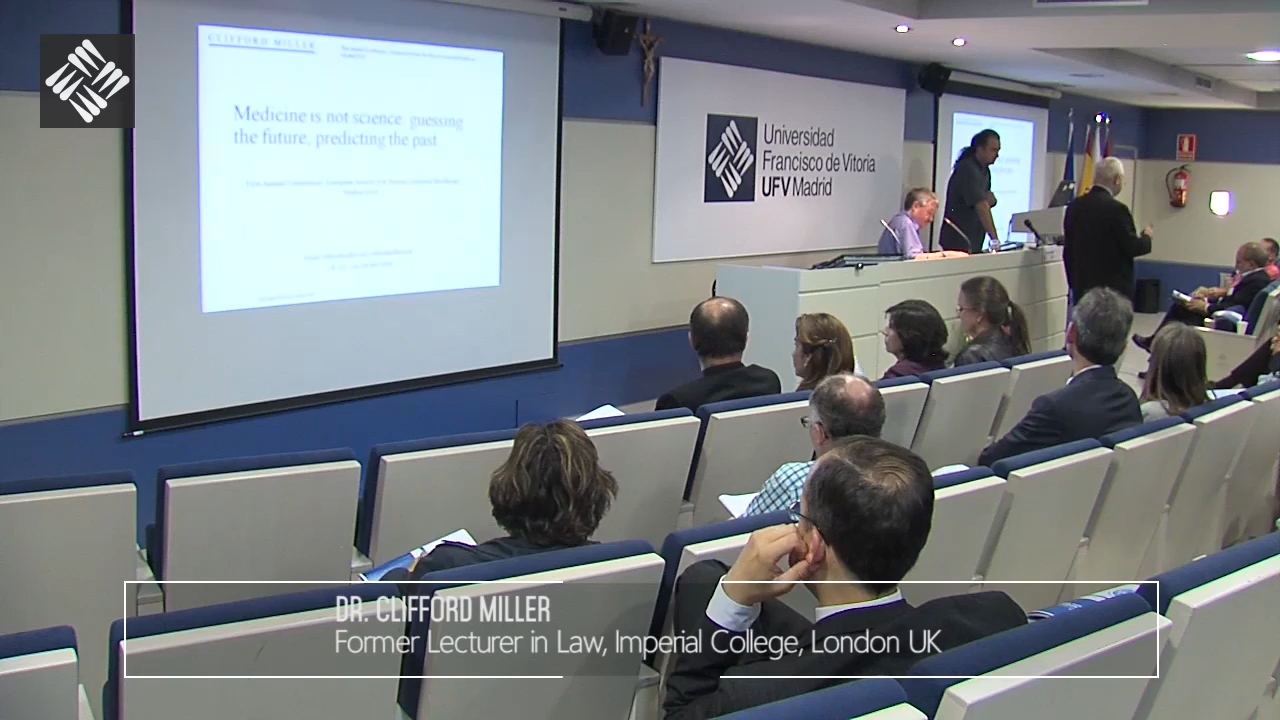 CLIFFORD MILLER
Medicine is not science guessing
the future, predicting the past
Universidad
Francisco de Vitoria
UFV Madrid
DR. CLIFFORD MILLER
Former Lecturer in Law, Imperial College, London UK